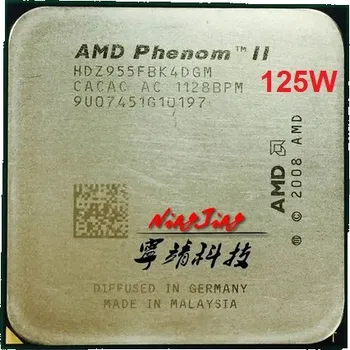 AMD Phenom™ II
HDZ955FBK4DGM
125W
CACAC AC 1128BPM
9U07451G10197
AMD
© 2008 AMD
NingJing
寧靖科技
DIFFUSED IN GERMANY
MADE IN MALAYSIA